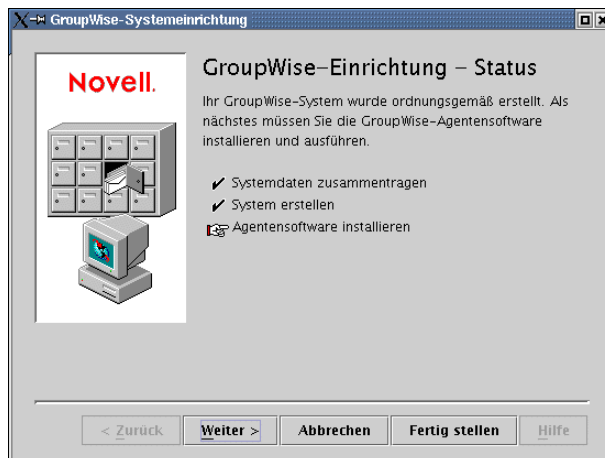 GroupWise-Systemeinrichtung
Novell.
GroupWise-Einrichtung - Status
Ihr GroupWise-System wurde ordnungsgemäß erstellt. Als
nächstes müssen Sie die GroupWise-Agentensoftware
installieren und ausführen.
Systemdaten zusammentragen
System erstellen
Agentensoftware installieren
< Zurück
Weiter >
Abbrechen
Fertig stellen
Hilfe